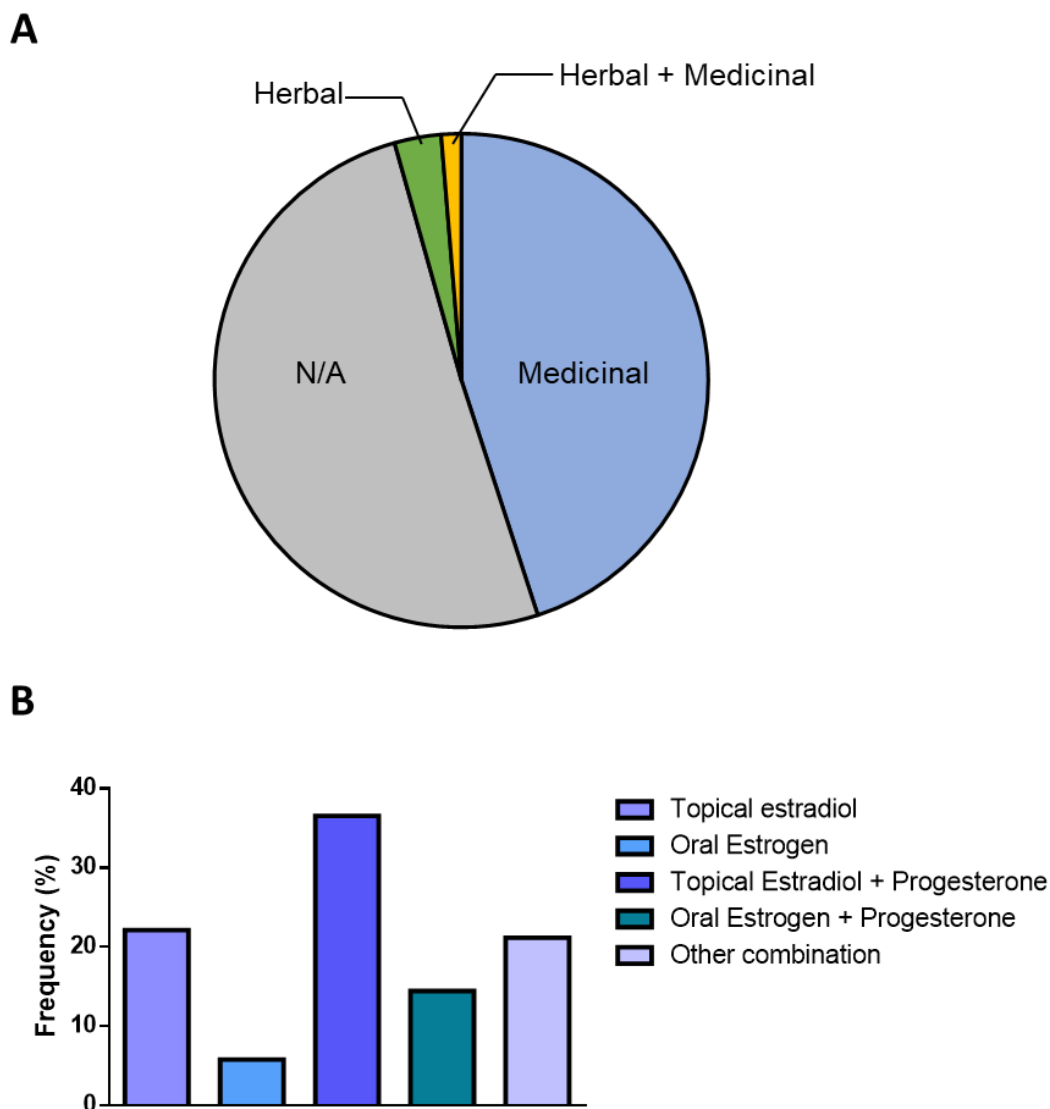 A
Herbal + Medicinal
Herbal
N/A
Medicinal
B
Frequency (%)
40
30
20
10
0
Topical estradiol
Oral Estrogen
Topical Estradiol + Progesterone
Oral Estrogen + Progesterone
Other combination